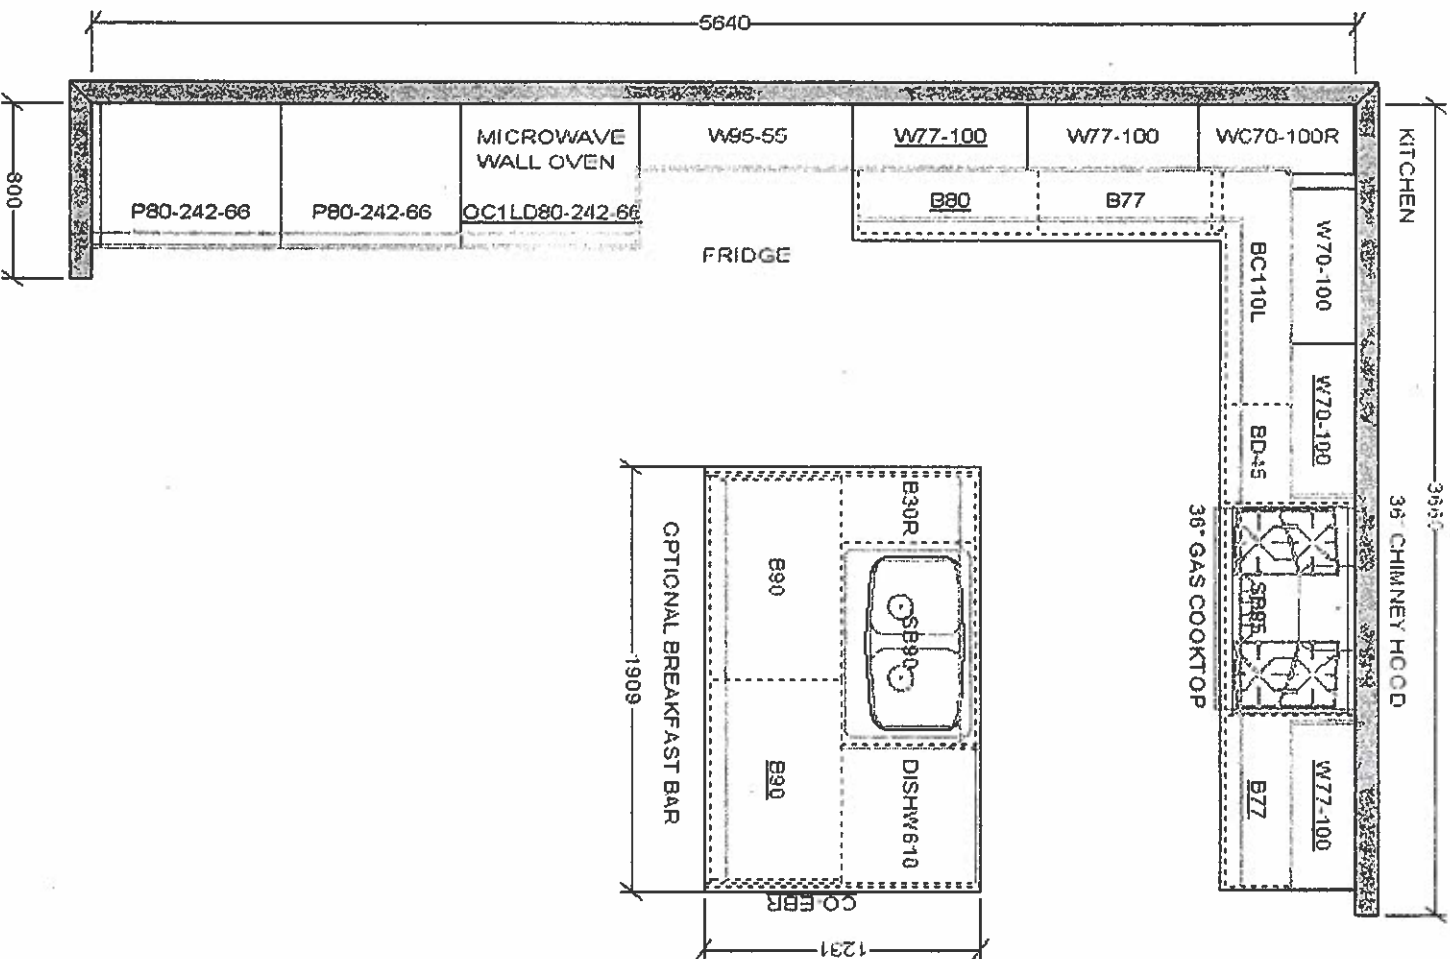 5640
800
MICROWAVE
WALL OVEN
W95-55
W77-100
W77-100
WC70-100R
KITCHEN
P80-242-66
P80-242-66
OC1LD80-242-66
B80
B77
FRIDGE
W70-100
BC110L
W70-100
BD45
3660
36" CHIMNEY HOOD
36" GAS COOKTOP
SB85
B77
W77-100
OPTIONAL BREAKFAST BAR
1909
B90
B90
B30R
SB90
DISHW610
CO-EBR
1231